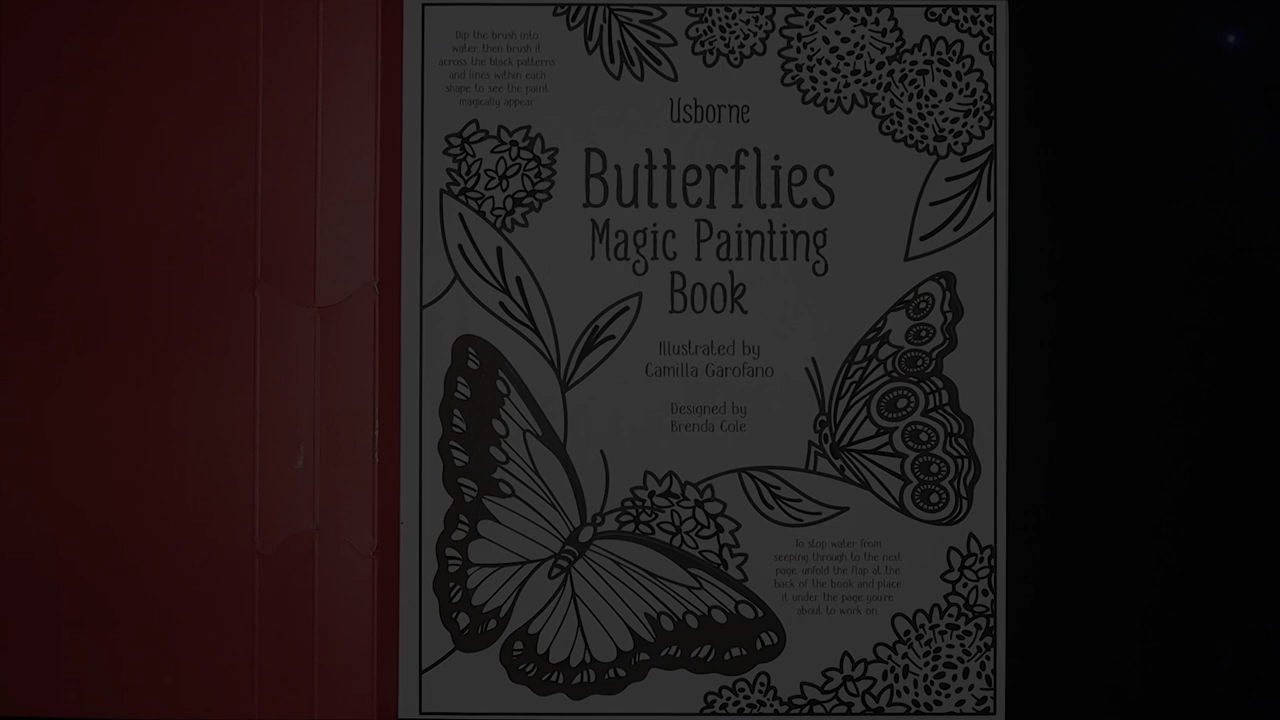 Dip the brush into
water then brush it
across the black patterns
and lines within each
shape to see the paint
magically appear
Usborne
Butterflies
Magic Painting
Book
Illustrated by
Camilla Garofano
Designed by
Brenda Cole
To stop water from
seeping through to the next
page, unfold the flap at the
back of the book and place
it under the page you're
about to work on.